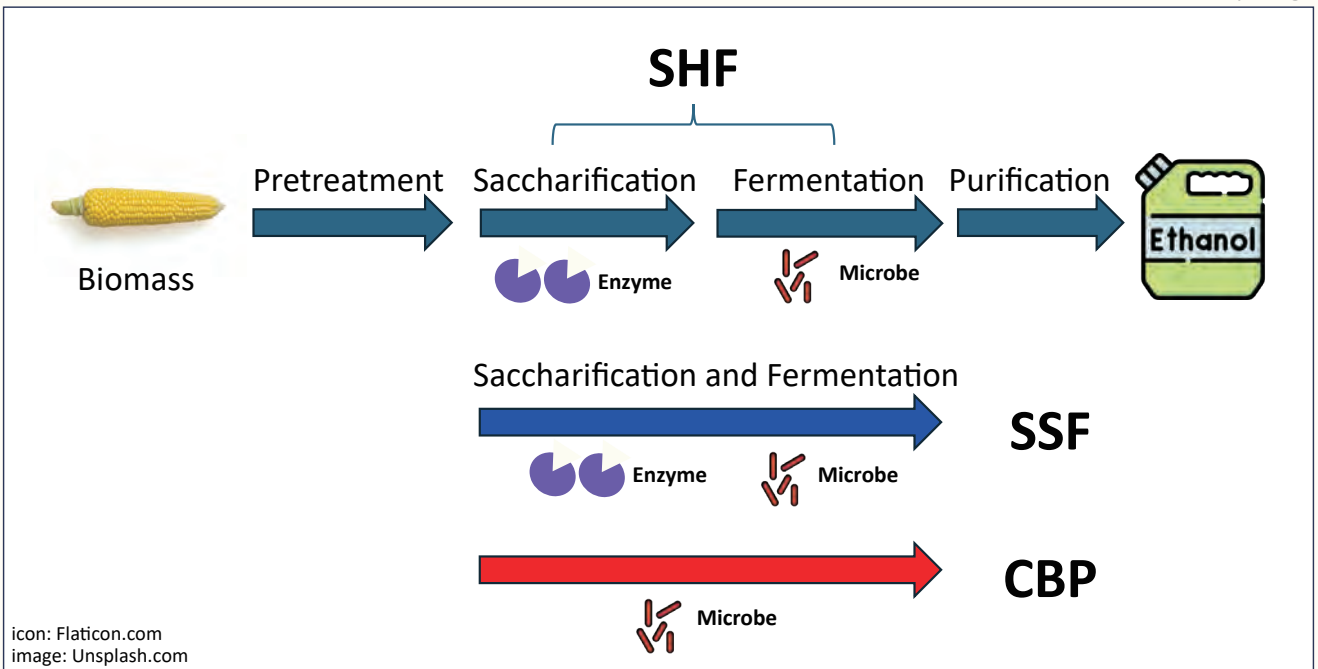 SHF
Pretreatment Saccharification Fermentation Purification
Biomass
Enzyme
Microbe
Ethanol
Saccharification and Fermentation
SSF
Enzyme
Microbe
CBP
Microbe
icon: Flaticon.com
image: Unsplash.com